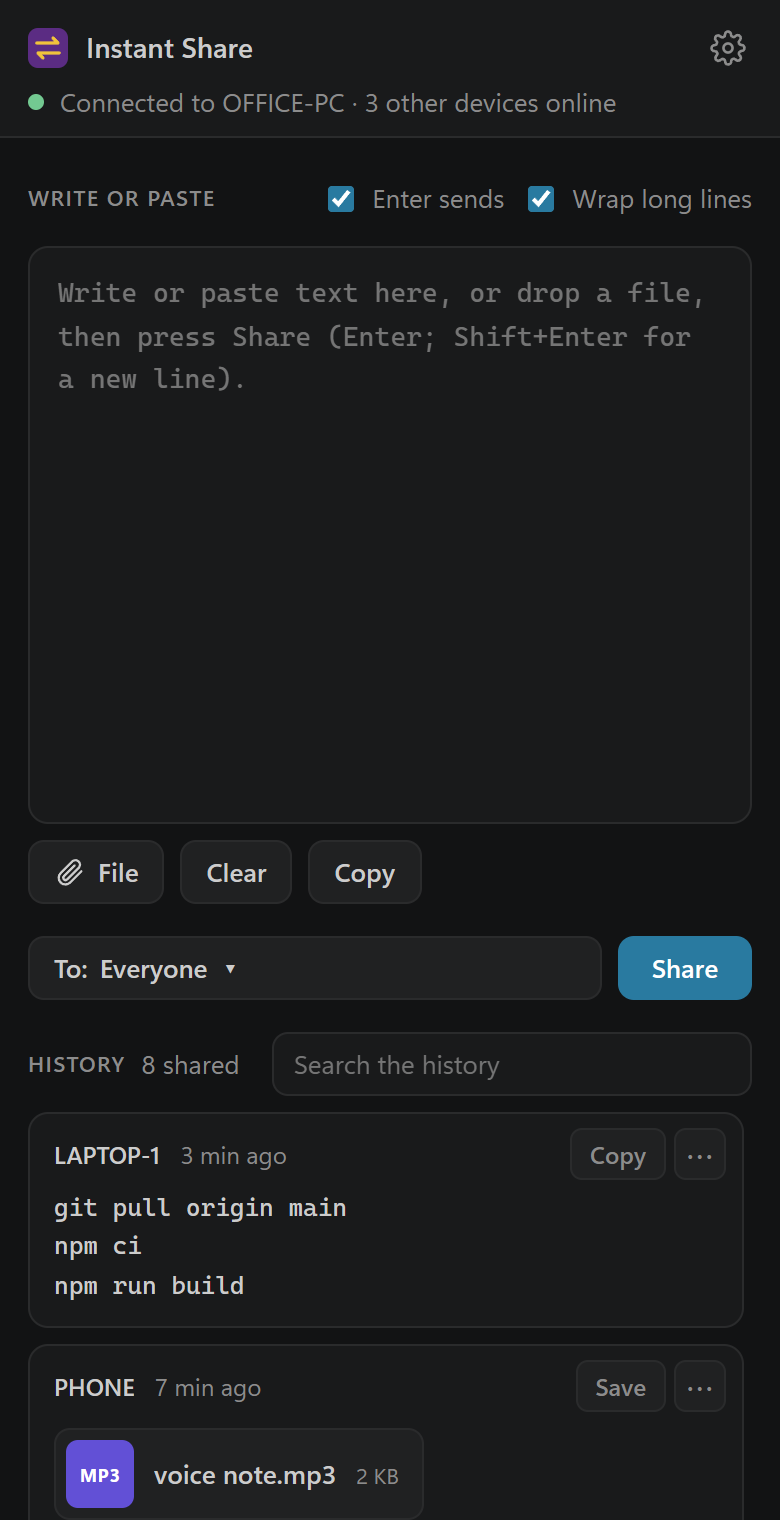 Instant Share
Connected to OFFICE-PC · 3 other devices online
WRITE OR PASTE
Enter sends
Wrap long lines
Write or paste text here, or drop a file,
then press Share (Enter; Shift+Enter for
a new line).
File
Clear
Copy
To: Everyone ▾
Share
HISTORY 8 shared
Search the history
LAPTOP-1 3 min ago
Copy
···
git pull origin main
npm ci
npm run build
PHONE 7 min ago
Save
···
MP3
voice note.mp3 2 KB